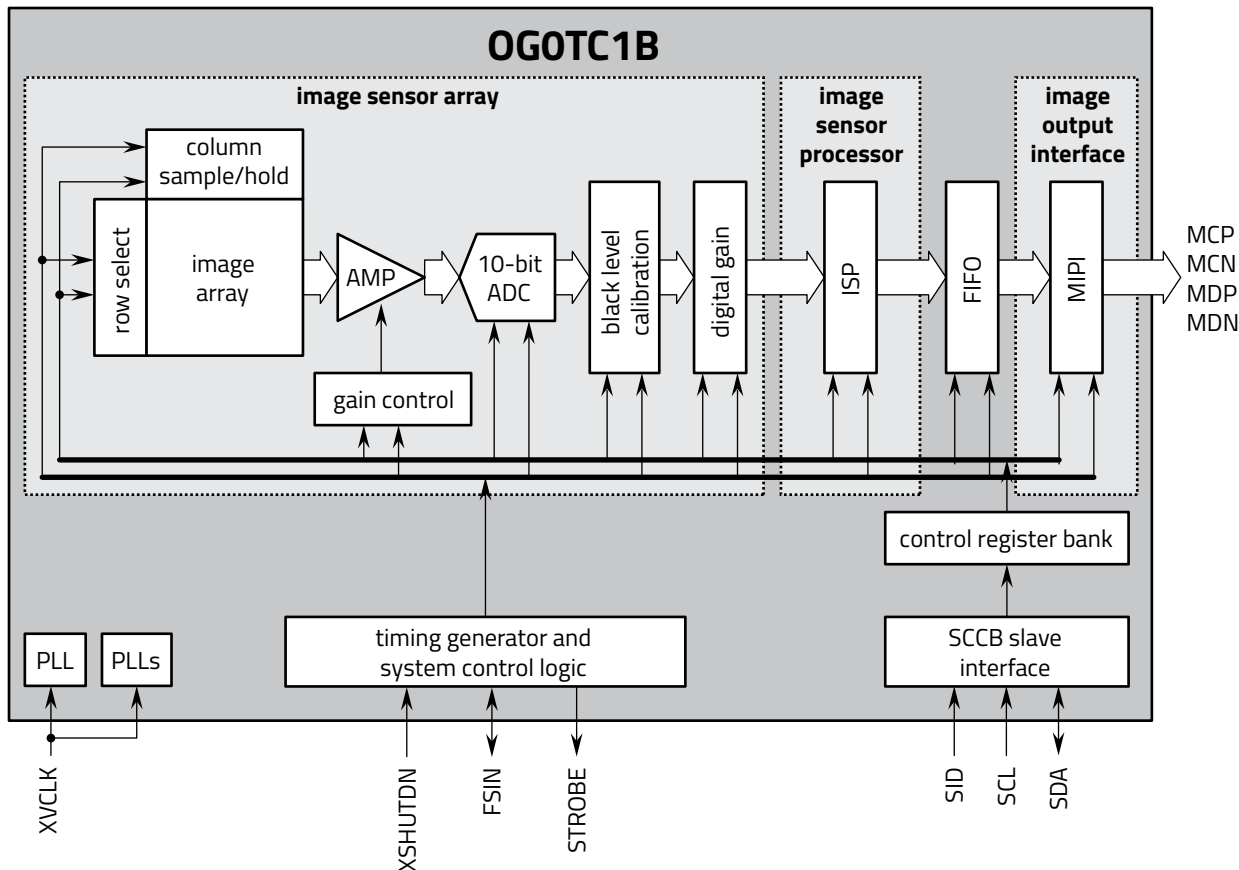 OG0TC1B
image sensor array
image
sensor
processor
image
output
interface
column
sample/hold
row select
image
array
AMP
10-bit
ADC
black level
calibration
digital gain
ISP
FIFO
MIPI
MCP
MCN
MDP
MDN
gain control
control register bank
timing generator and
system control logic
SCCB slave
interface
PLL
PLLs
XVCLK
XSHUTDN
FSIN
STROBE
SID
SCL
SDA